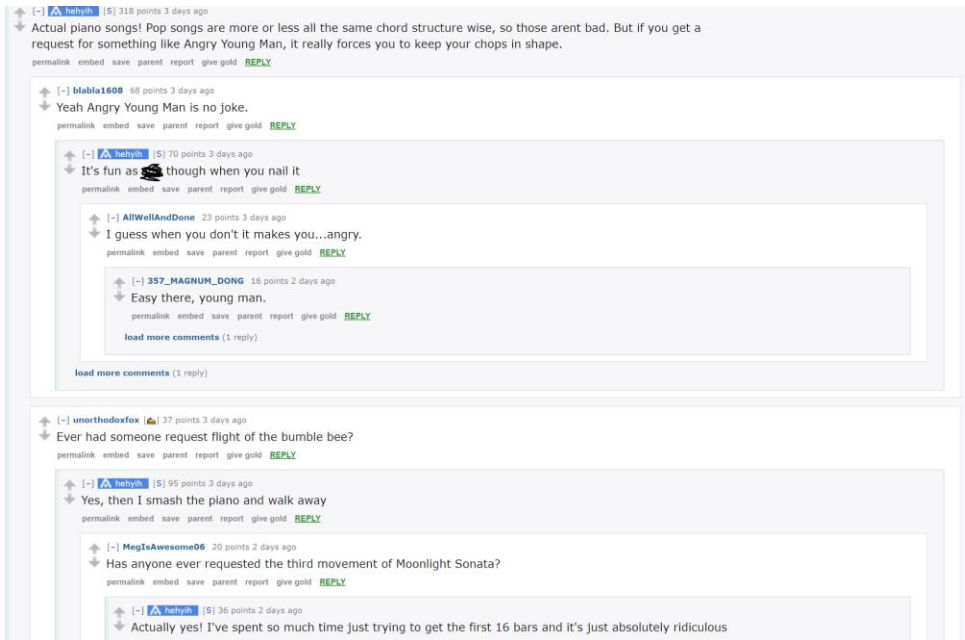 [-] hehyih [S] 318 points 3 days ago
Actual piano songs! Pop songs are more or less all the same chord structure wise, so those arent bad. But if you get a
request for something like Angry Young Man, it really forces you to keep your chops in shape.
permalink embed save parent report give gold REPLY
[-] blabla1608 68 points 3 days ago
Yeah Angry Young Man is no joke.
permalink embed save parent report give gold REPLY
[-] hehyih [S] 70 points 3 days ago
It's fun as though when you nail it
permalink embed save parent report give gold REPLY
[-] AllWellAndDone 23 points 3 days ago
I guess when you don't it makes you...angry.
permalink embed save parent report give gold REPLY
[-] 357_MAGNUM_DONG 16 points 2 days ago
Easy there, young man.
permalink embed save parent report give gold REPLY
load more comments (1 reply)
load more comments (1 reply)
[-] unorthodoxfox [] 37 points 3 days ago
Ever had someone request flight of the bumble bee?
permalink embed save parent report give gold REPLY
[-] hehyih [S] 95 points 3 days ago
Yes, then I smash the piano and walk away
permalink embed save parent report give gold REPLY
[-] MegIsAwesome06 20 points 2 days ago
Has anyone ever requested the third movement of Moonlight Sonata?
permalink embed save parent report give gold REPLY
[-] hehyih [S] 36 points 2 days ago
Actually yes! I've spent so much time just trying to get the first 16 bars and it's just absolutely ridiculous